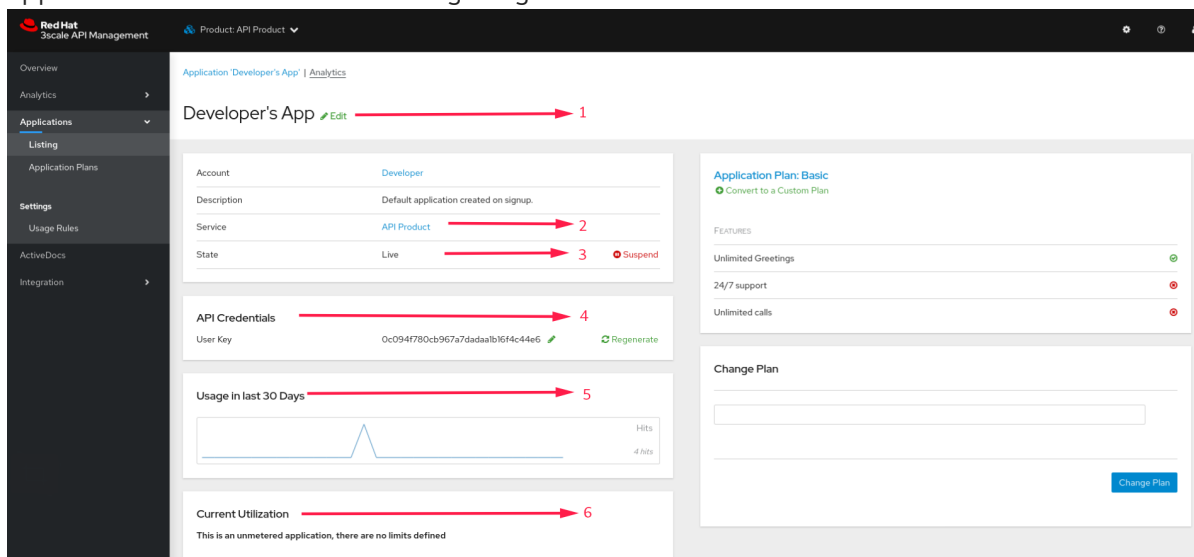 Red Hat
3scale API Management
Product: API Product
Overview
Analytics
Applications
Listing
Application Plans
Settings
Usage Rules
ActiveDocs
Integration
Application 'Developer's App' | Analytics
Developer's App Edit 1
Account Developer
Description Default application created on signup.
Service API Product 2
State Live 3 Suspend
API Credentials 4
User Key 0c094f780cb967a7dadaa1b16f4c44e6 Regenerate
Usage in last 30 Days 5
Hits
4 hits
Current Utilization 6
This is an unmetered application, there are no limits defined
Application Plan: Basic
Convert to a Custom Plan
FEATURES
Unlimited Greetings
24/7 support
Unlimited calls
Change Plan
Change Plan